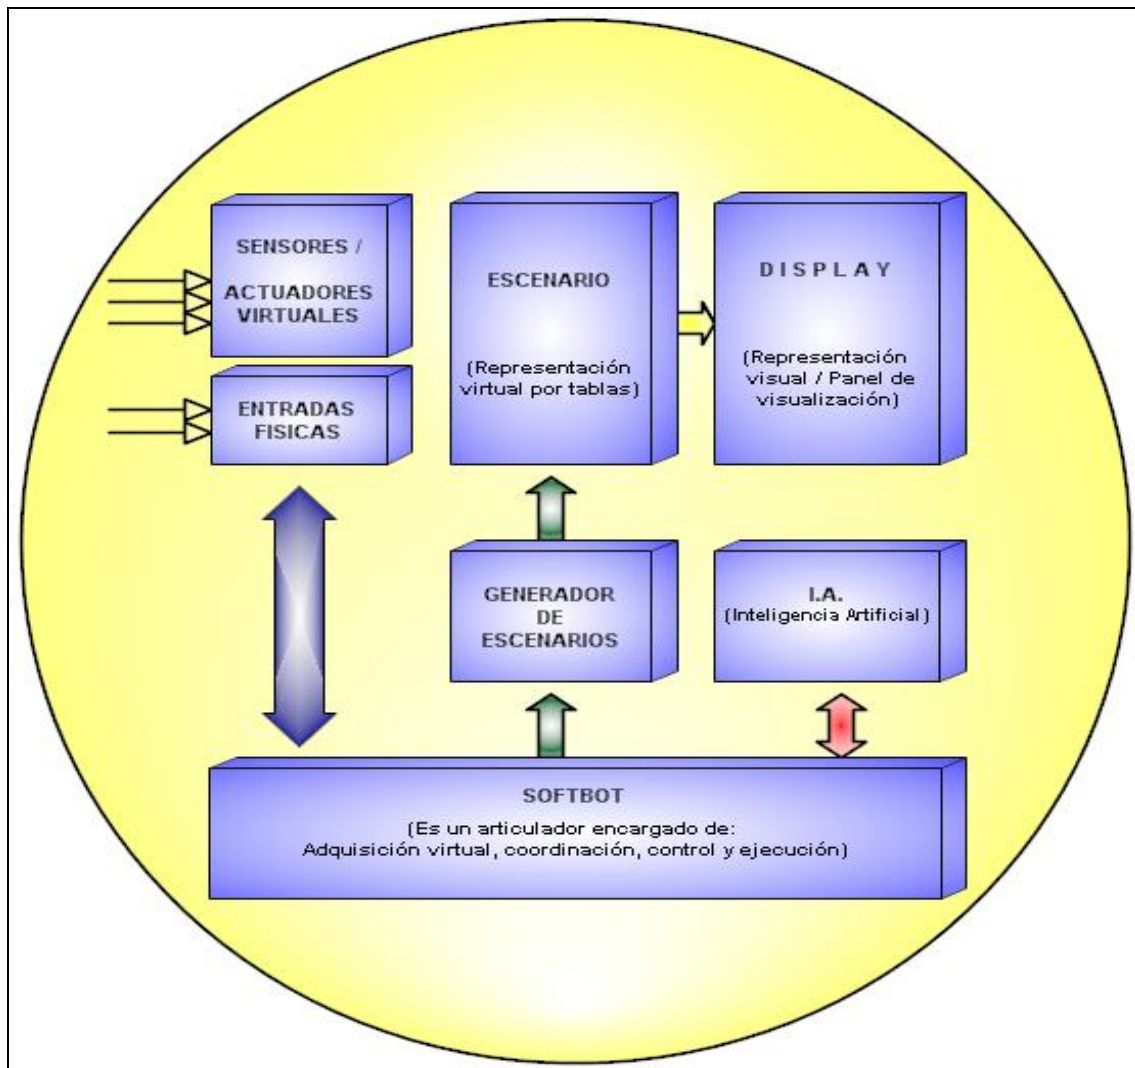 SENSORES /
ACTUADORES
VIRTUALES
ENTRADAS
FISICAS
ESCENARIO
(Representación
virtual por tablas)
DISPLAY
(Representación
visual / Panel de
visualización)
GENERADOR
DE
ESCENARIOS
I.A.
(Inteligencia Artificial)
SOFTBOT
(Es un articulador encargado de:
Adquisición virtual, coordinación, control y ejecución)